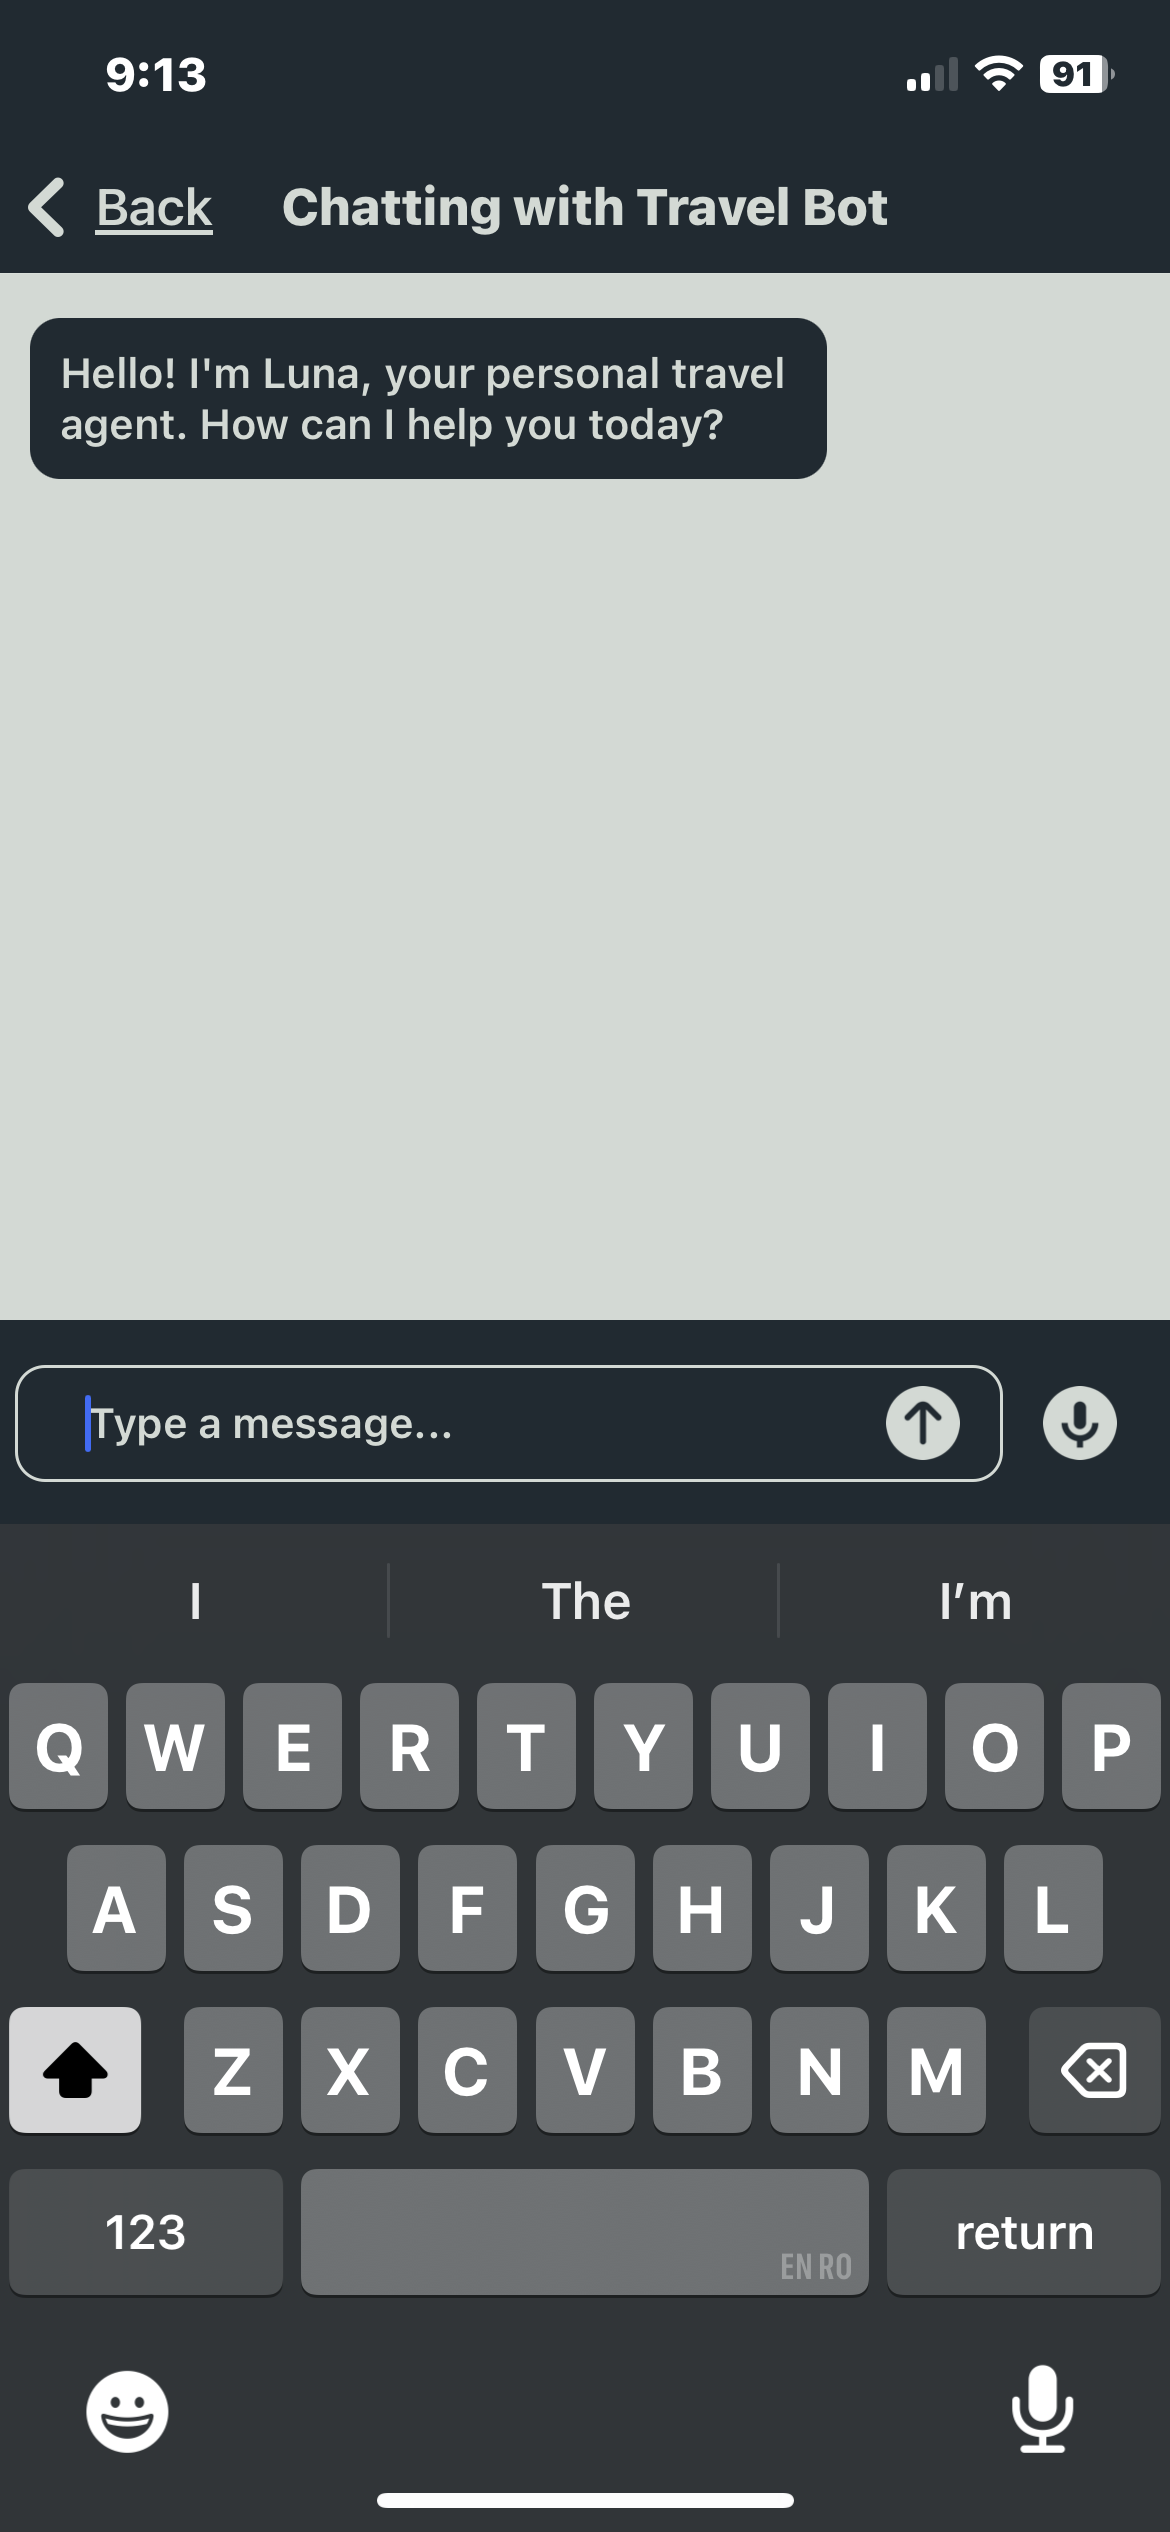 9:13
91
Back
Chatting with Travel Bot
Hello! I'm Luna, your personal travel
agent. How can I help you today?
Type a message...
I
The
I’m
Q W E R T Y U I O P
A S D F G H J K L
Z X C V B N M
123
EN RO
return